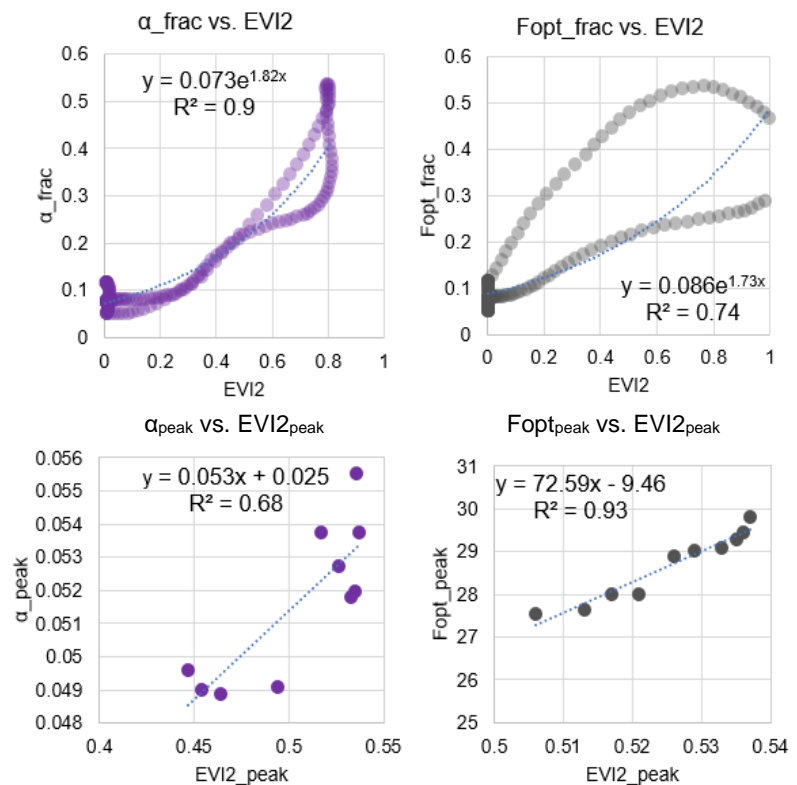 α_frac vs. EVI2
y = 0.073e1.82x
R² = 0.9
0.6
0.5
0.4
0.3
0.2
0.1
0
α_frac
0 0.2 0.4 0.6 0.8 1
EVI2
Fopt_frac vs. EVI2
0.6
0.5
0.4
0.3
0.2
0.1
0
Fopt_frac
y = 0.086e1.73x
R² = 0.74
0 0.2 0.4 0.6 0.8 1
EVI2
αpeak vs. EVI2peak
0.056
0.055
0.054
0.053
0.052
0.051
0.05
0.049
0.048
α_peak
y = 0.053x + 0.025
R² = 0.68
0.4 0.45 0.5 0.55
EVI2_peak
Foptpeak vs. EVI2peak
31
30
29
28
27
26
25
Fopt_peak
y = 72.59x - 9.46
R² = 0.93
0.5 0.51 0.52 0.53 0.54
EVI2_peak